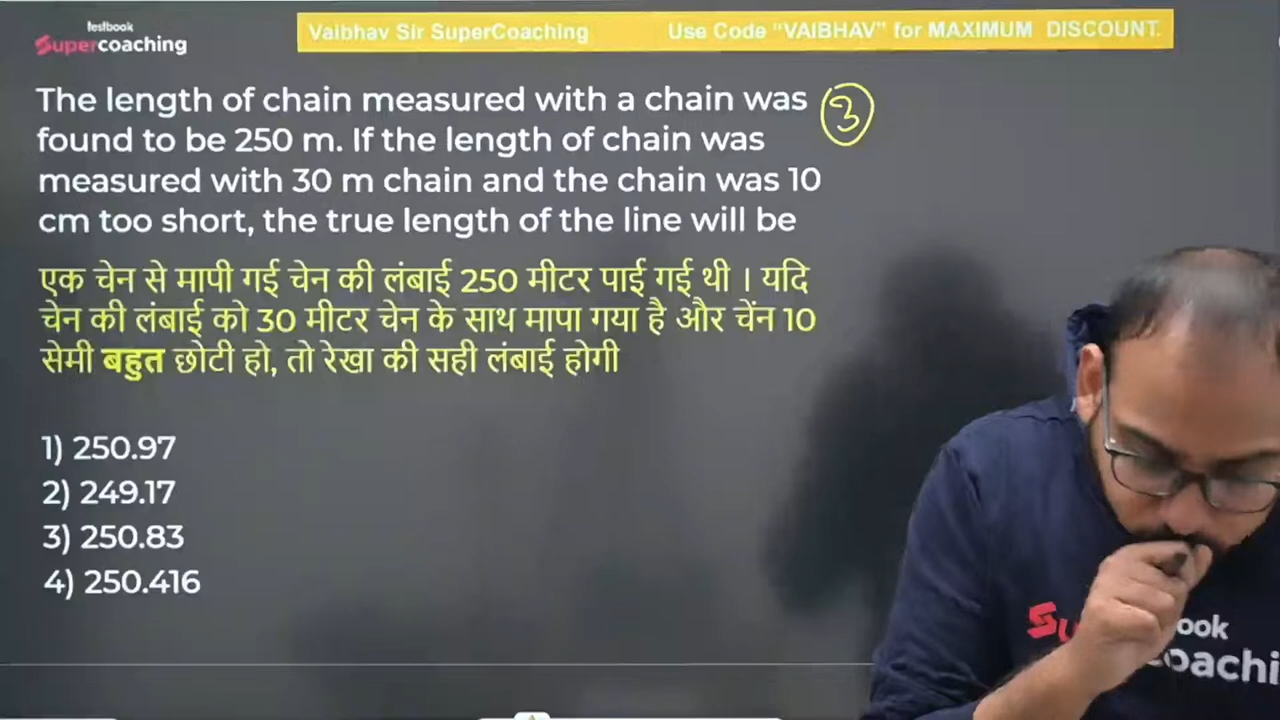 testbook
Supercoaching
Vaibhav Sir SuperCoaching Use Code "VAIBHAV" for MAXIMUM DISCOUNT.
The length of chain measured with a chain was
found to be 250 m. If the length of chain was
measured with 30 m chain and the chain was 10
cm too short, the true length of the line will be
3
एक चेन से मापी गई चेन की लंबाई 250 मीटर पाई गई थी । यदि
चेन की लंबाई को 30 मीटर चेन के साथ मापा गया है और चेंन 10
सेमी बहुत छोटी हो, तो रेखा की सही लंबाई होगी
1) 250.97
2) 249.17
3) 250.83
4) 250.416
Su ook
coachi